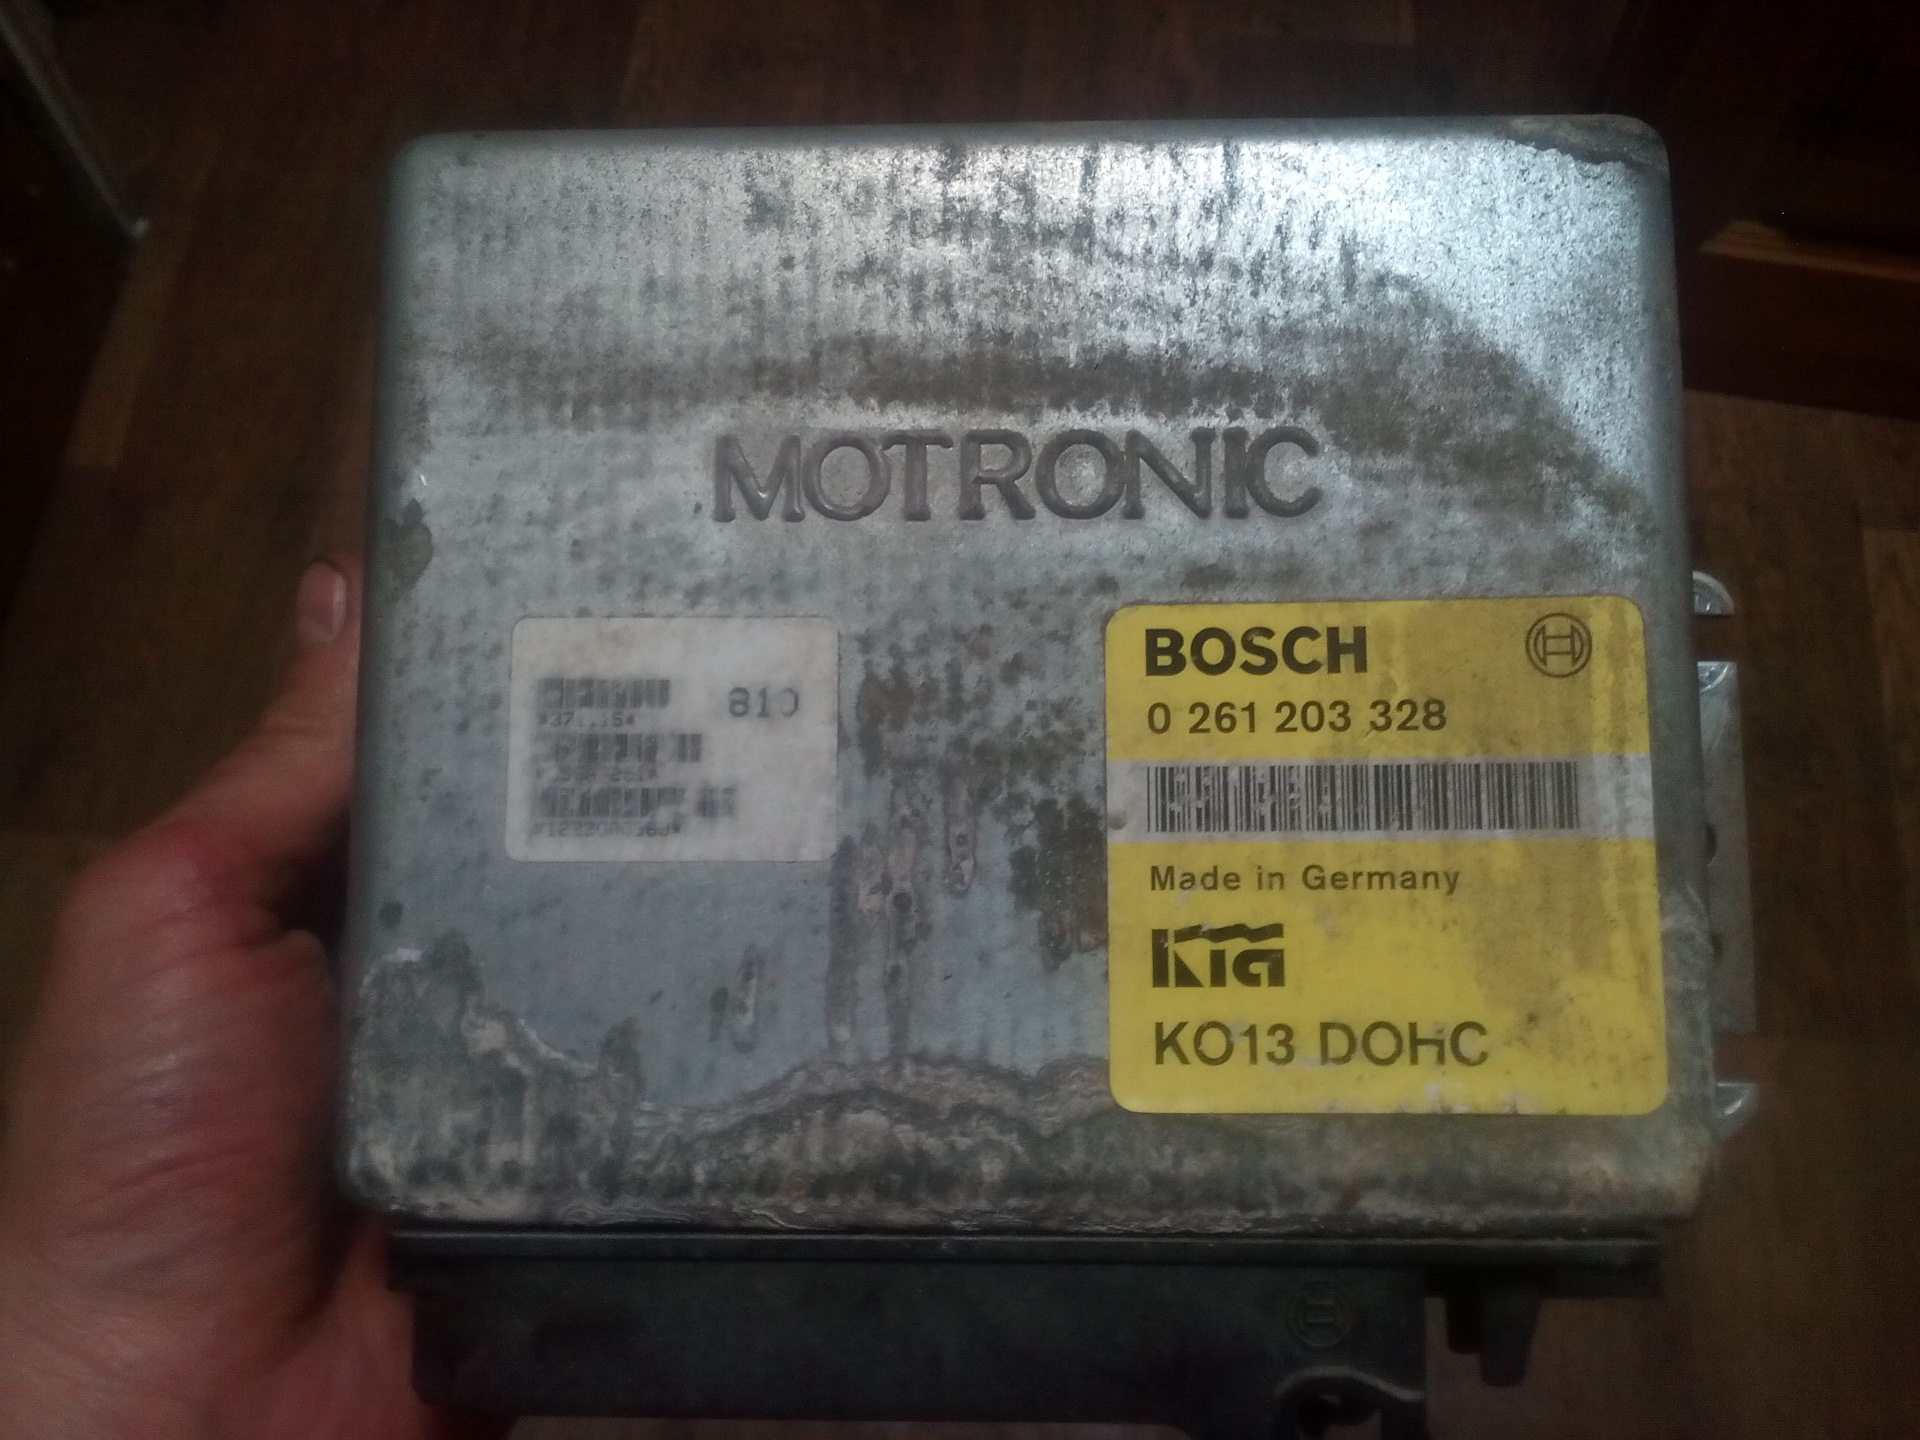 MOTRONIC
810
BOSCH
0 261 203 328
Made in Germany
KIa
KO13 DOHC